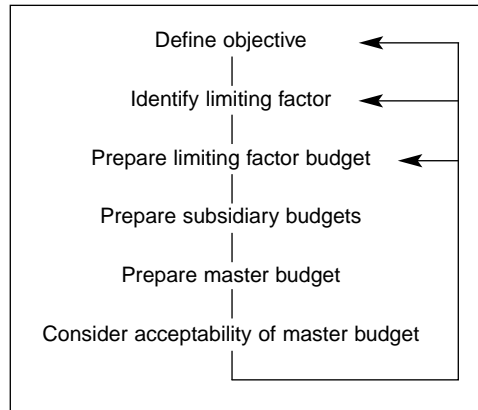 Define objective
Identify limiting factor
Prepare limiting factor budget
Prepare subsidiary budgets
Prepare master budget
Consider acceptability of master budget